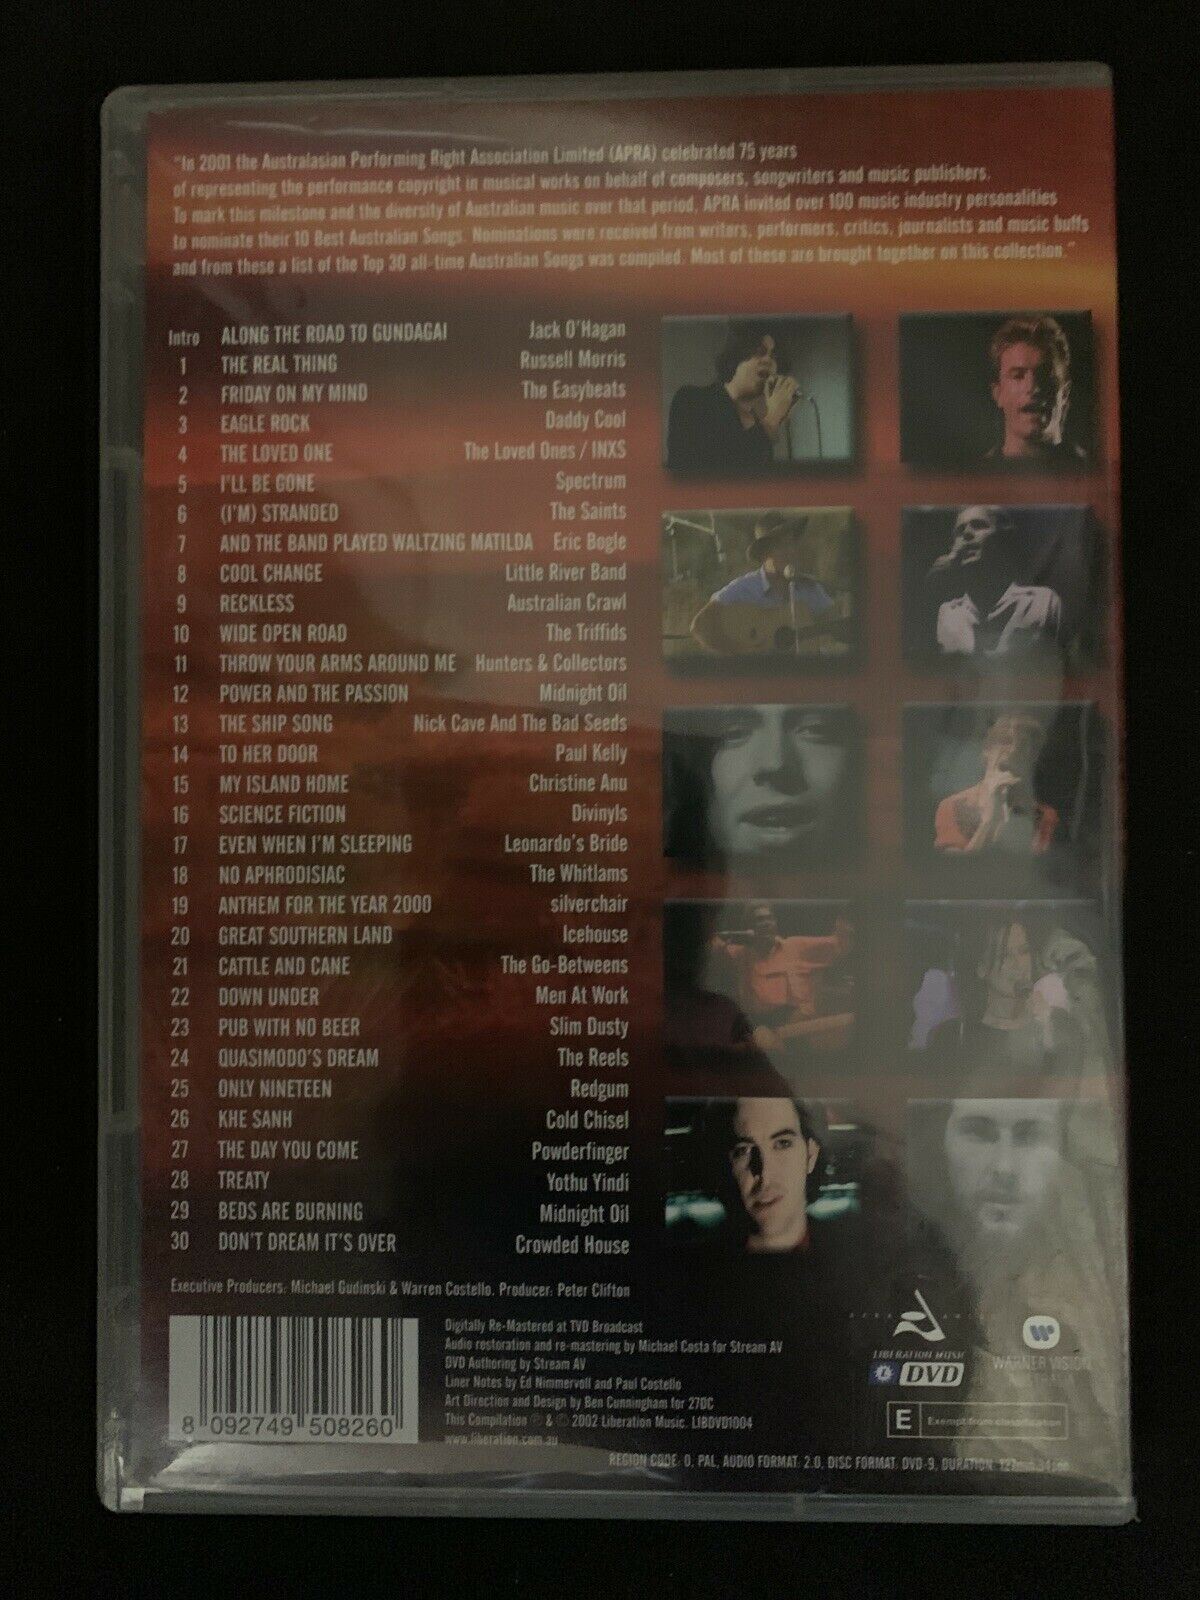 "In 2001 the Australasian Performing Right Association Limited (APRA) celebrated 75 years
of representing the performance copyright in musical works on behalf of composers, songwriters and music publishers.
To mark this milestone and the diversity of Australian music over that period, APRA invited over 100 music industry personalities
to nominate their 10 Best Australian Songs. Nominations were received from writers, performers, critics, journalists and music buffs
and from these a list of the Top 30 all-time Australian Songs was compiled. Most of these are brought together on this collection."
Intro ALONG THE ROAD TO GUNDAGAI Jack O'Hagan
1 THE REAL THING Russell Morris
2 FRIDAY ON MY MIND The Easybeats
3 EAGLE ROCK Daddy Cool
4 THE LOVED ONE The Loved Ones / INXS
5 I'LL BE GONE Spectrum
6 (I'M) STRANDED The Saints
7 AND THE BAND PLAYED WALTZING MATILDA Eric Bogle
8 COOL CHANGE Little River Band
9 RECKLESS Australian Crawl
10 WIDE OPEN ROAD The Triffids
11 THROW YOUR ARMS AROUND ME Hunters & Collectors
12 POWER AND THE PASSION Midnight Oil
13 THE SHIP SONG Nick Cave And The Bad Seeds
14 TO HER DOOR Paul Kelly
15 MY ISLAND HOME Christine Anu
16 SCIENCE FICTION Divinyls
17 EVEN WHEN I'M SLEEPING Leonardo's Bride
18 NO APHRODISIAC The Whitlams
19 ANTHEM FOR THE YEAR 2000 silverchair
20 GREAT SOUTHERN LAND Icehouse
21 CATTLE AND CANE The Go-Betweens
22 DOWN UNDER Men At Work
23 PUB WITH NO BEER Slim Dusty
24 QUASIMODO'S DREAM The Reels
25 ONLY NINETEEN Redgum
26 KHE SANH Cold Chisel
27 THE DAY YOU COME Powderfinger
28 TREATY Yothu Yindi
29 BEDS ARE BURNING Midnight Oil
30 DON'T DREAM IT'S OVER Crowded House
Executive Producers: Michael Gudinski & Warren Costello. Producer: Peter Clifton
8 092749 508260
Digitally Re-Mastered at TVD Broadcast
Audio restoration and re-mastering by Michael Costa for Stream AV
DVD Authoring by Stream AV
Liner Notes by Ed Nimmervoll and Paul Costello
Art Direction and Design by Ben Cunningham for 27DC
This Compilation ℗ & © 2002 Liberation Music. LIBDVD1004
www.liberation.com.au
LIBERATION MUSIC
DVD
WARNER VISION
E Exempt from classification
REGION CODE: 0, PAL, AUDIO FORMAT: 2.0, DISC FORMAT: DVD-9, DURATION: